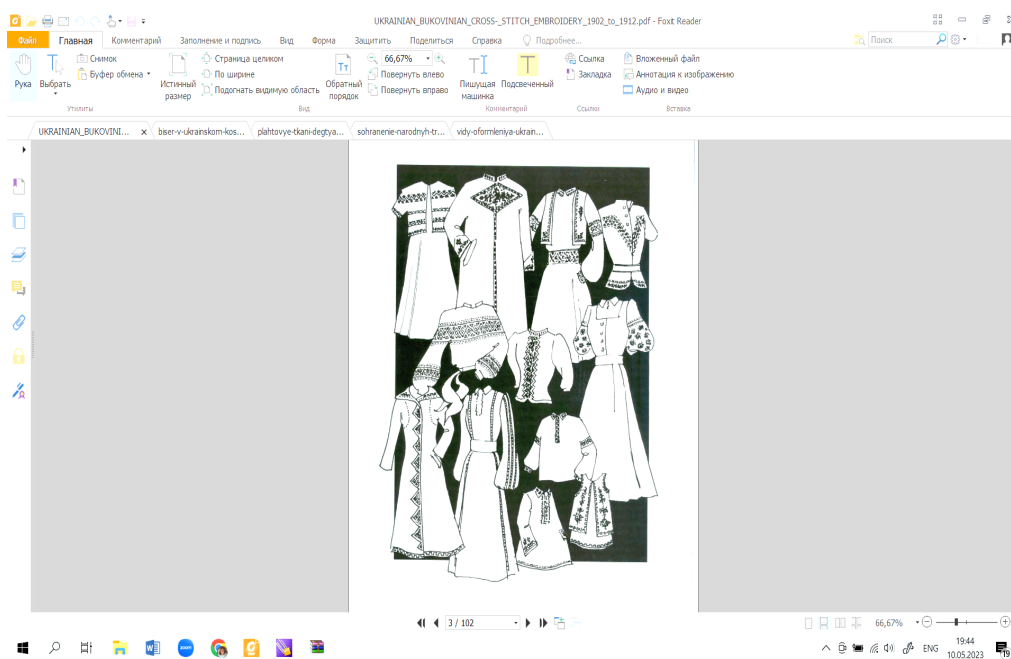 UKRAINIAN_BUKOVINIAN_CROSS-_STITCH_EMBROIDERY_1902_to_1912.pdf - Foxit Reader
Файл Главная Комментарий Заполнение и подпись Вид Форма Защитить Поделиться Справка Подробнее... Поиск
Рука
Выбрать
Снимок
Буфер обмена
Утилиты
Истинный размер
Страница целиком
По ширине
Подогнать видимую область
Обратный порядок
66,67%
Повернуть влево
Повернуть вправо
Вид
Пишущая машинка
Подсвеченный
Комментарий
Ссылка
Закладка
Ссылки
Вложенный файл
Аннотация к изображению
Аудио и видео
Вставка
UKRAINIAN_BUKOVINI... biser-v-ukrainskom-kos... plahtovye-tkani-degtya... sohranenie-narodnyh-tr... vidy-oformleniya-ukrain...
3 / 102
66,67%
zoom
ENG
19:44
10.05.2023
19